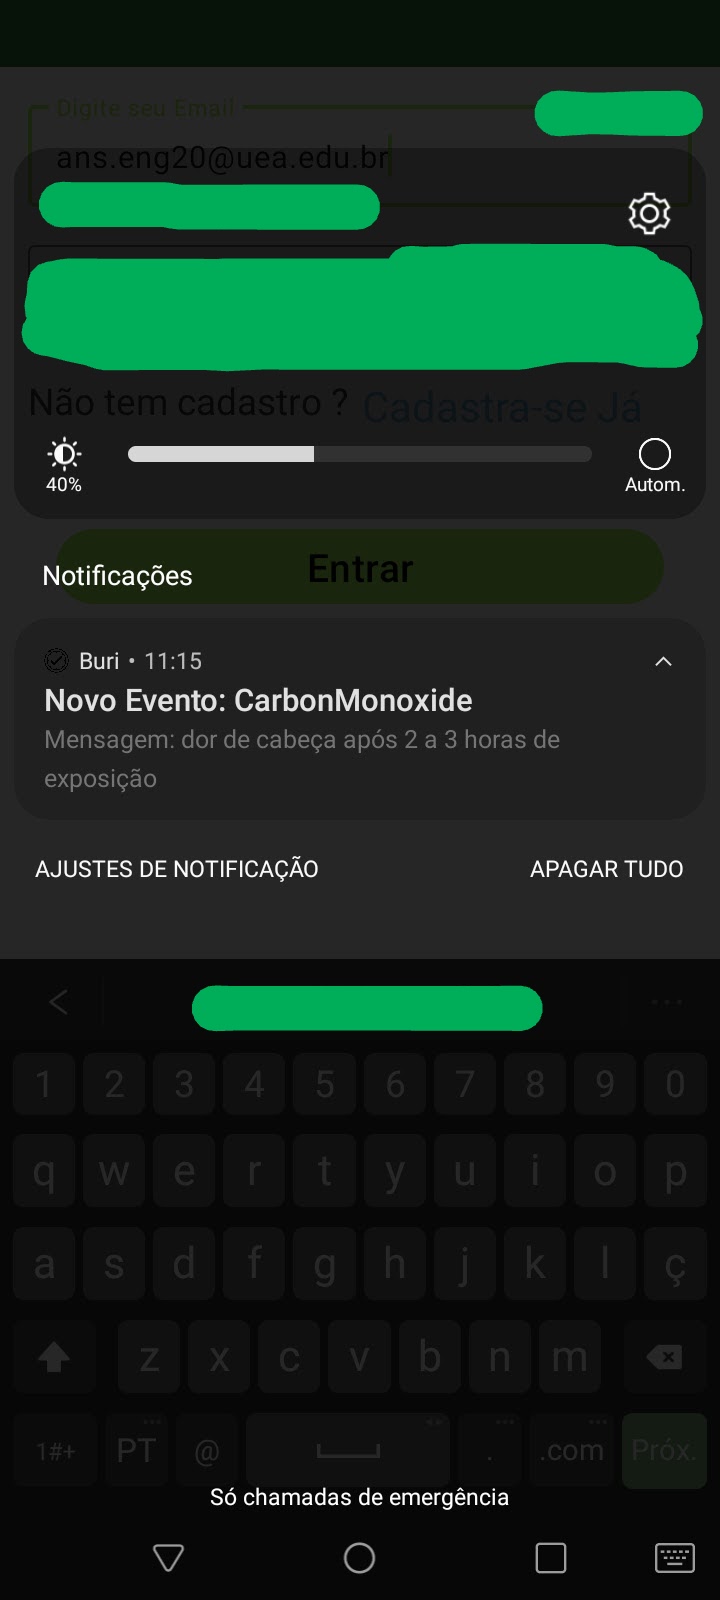 Digite seu Email
ans.eng20@uea.edu.br
Não tem cadastro ? Cadastra-se Já
40%
Autom.
Entrar
Notificações
Buri • 11:15
Novo Evento: CarbonMonoxide
Mensagem: dor de cabeça após 2 a 3 horas de
exposição
AJUSTES DE NOTIFICAÇÃO APAGAR TUDO
1 2 3 4 5 6 7 8 9 0
q w e r t y u i o p
a s d f g h j k l ç
z x c v b n m
1#+ PT @ . .com Próx.
Só chamadas de emergência